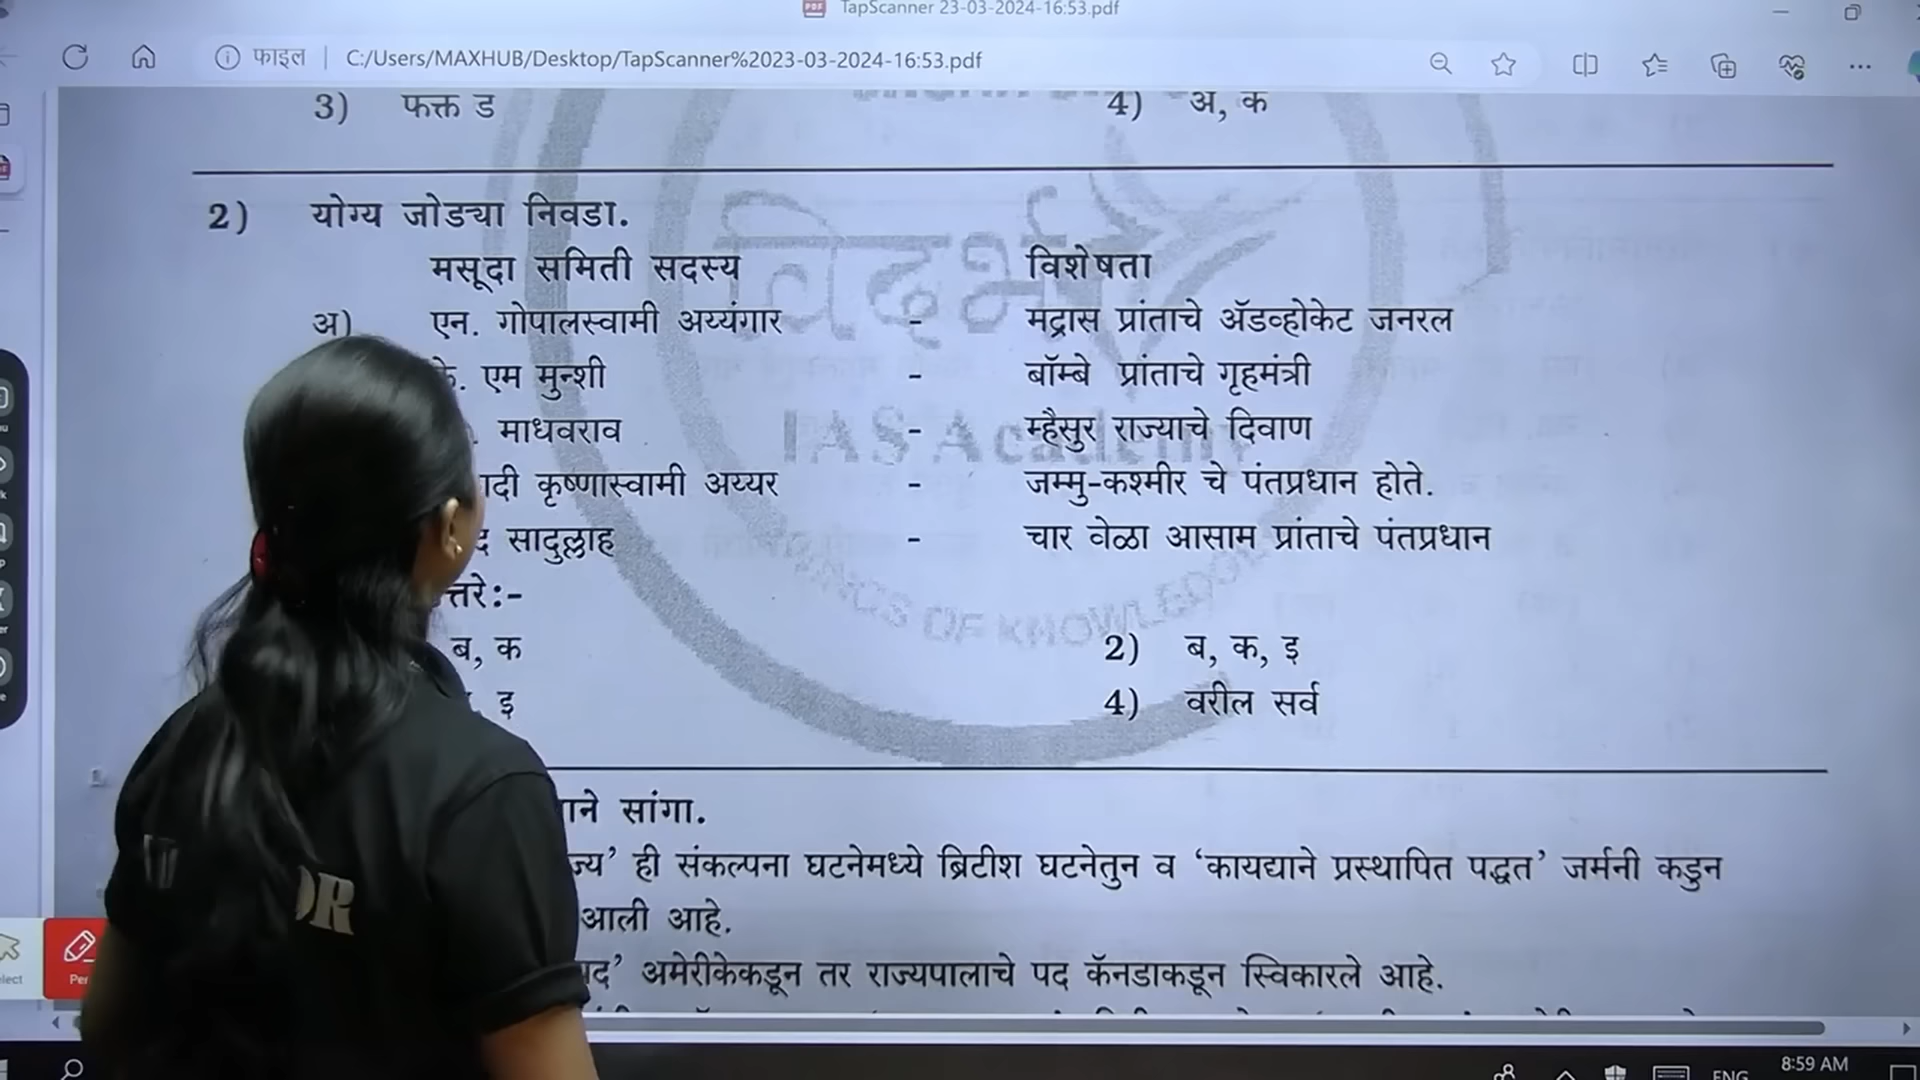 TapScanner 23-03-2024-16:53.pdf
फाइल | C:/Users/MAXHUB/Desktop/TapScanner%2023-03-2024-16:53.pdf
3) फक्त ड 4) अ, क
2) योग्य जोड्या निवडा.
मसूदा समिती सदस्य विशेषता
अ) एन. गोपालस्वामी अय्यंगार - मद्रास प्रांताचे ॲडव्होकेट जनरल
के. एम मुन्शी - बॉम्बे प्रांताचे गृहमंत्री
माधवराव - म्हैसुर राज्याचे दिवाण
कृष्णास्वामी अय्यर - जम्मु-कश्मीर चे पंतप्रधान होते.
सादुल्लाह - चार वेळा आसाम प्रांताचे पंतप्रधान
ब, क 2) ब, क, इ
इ 4) वरील सर्व
सांगा.
ही संकल्पना घटनेमध्ये ब्रिटीश घटनेतुन व ‘कायद्याने प्रस्थापित पद्धत’ जर्मनी कडुन
आली आहे.
अमेरीकेकडून तर राज्यपालाचे पद कॅनडाकडून स्विकारले आहे.
विदर्भ
IAS Academy
OF KNOWLEDGE
8:59 AM
ENG